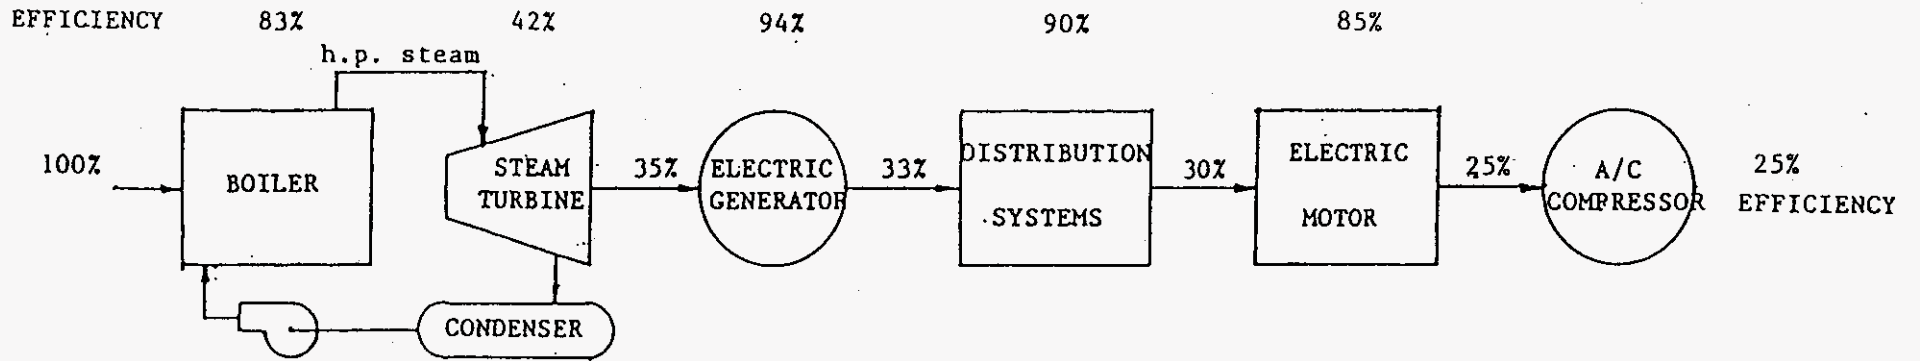 EFFICIENCY 83% 42% 94% 90% 85%
h.p. steam
100%
BOILER
STEAM
TURBINE
35%
ELECTRIC
GENERATOR
33%
DISTRIBUTION
SYSTEMS
30%
ELECTRIC
MOTOR
25%
A/C
COMPRESSOR
25%
EFFICIENCY
CONDENSER